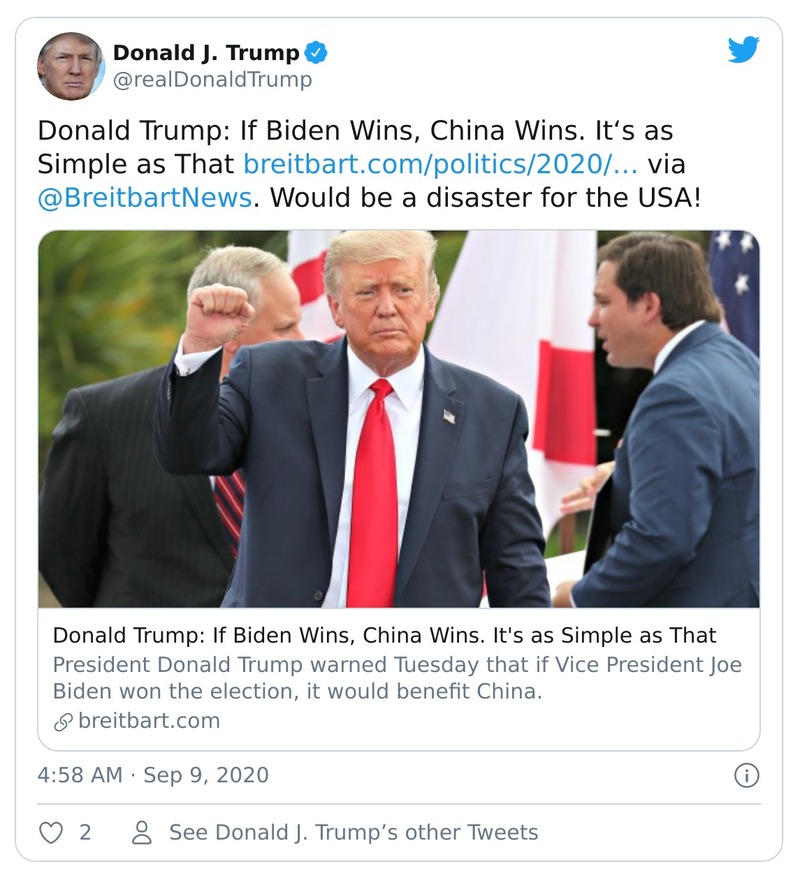 Donald J. Trump
@realDonaldTrump
Donald Trump: If Biden Wins, China Wins. It‘s as
Simple as That breitbart.com/politics/2020/… via
@BreitbartNews. Would be a disaster for the USA!
Donald Trump: If Biden Wins, China Wins. It's as Simple as That
President Donald Trump warned Tuesday that if Vice President Joe
Biden won the election, it would benefit China.
breitbart.com
4:58 AM · Sep 9, 2020
2 See Donald J. Trump’s other Tweets